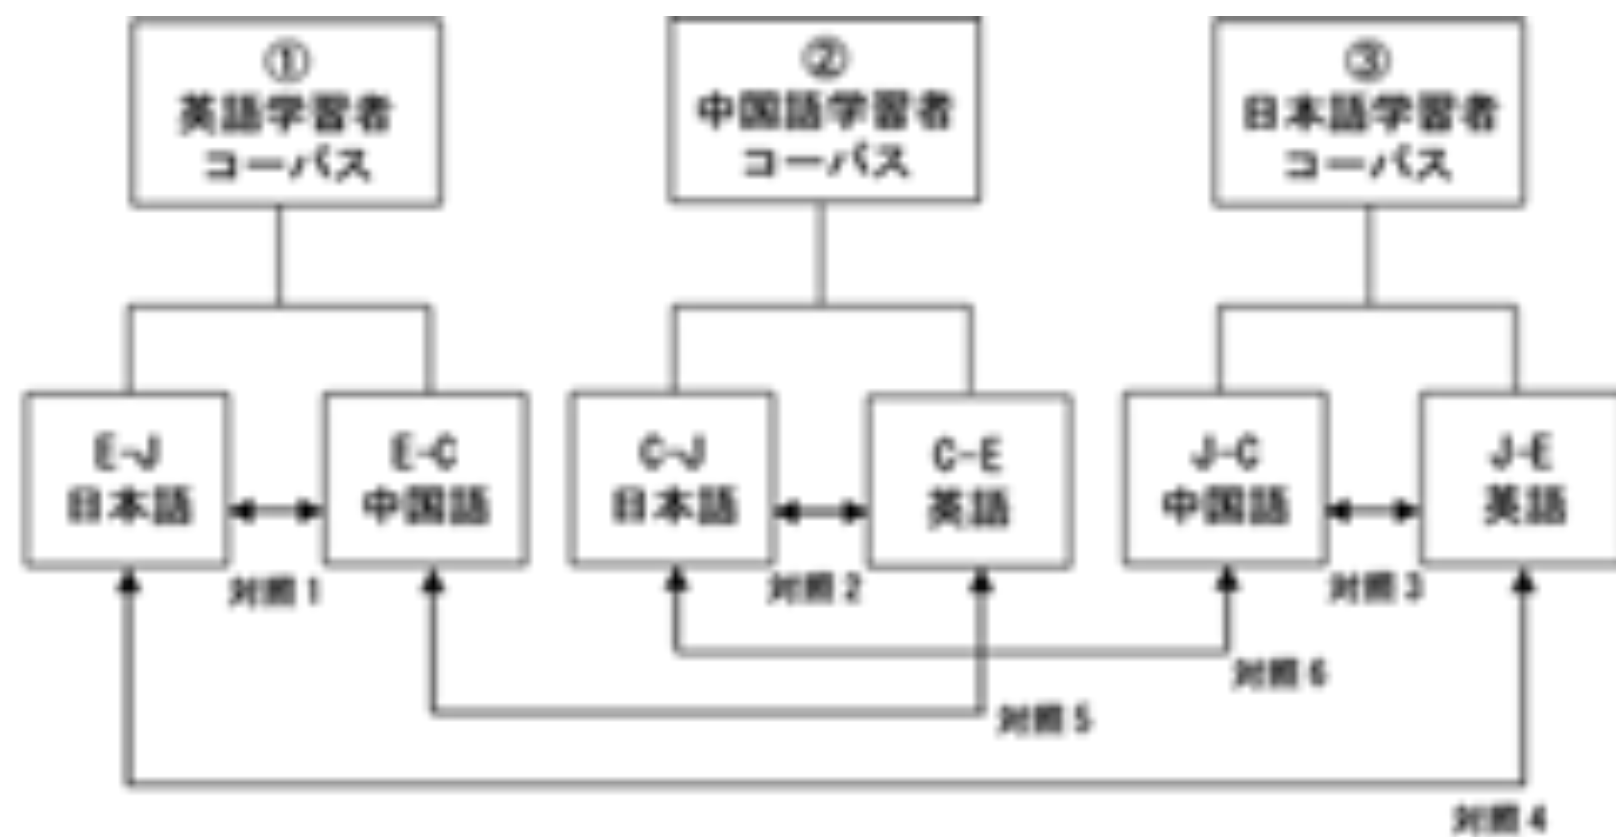 ①
英語学習者
コーパス
②
中国語学習者
コーパス
③
日本語学習者
コーパス
E-J
日本語
E-C
中国語
C-J
日本語
C-E
英語
J-C
中国語
J-E
英語
対照1
対照2
対照3
対照6
対照5
対照4